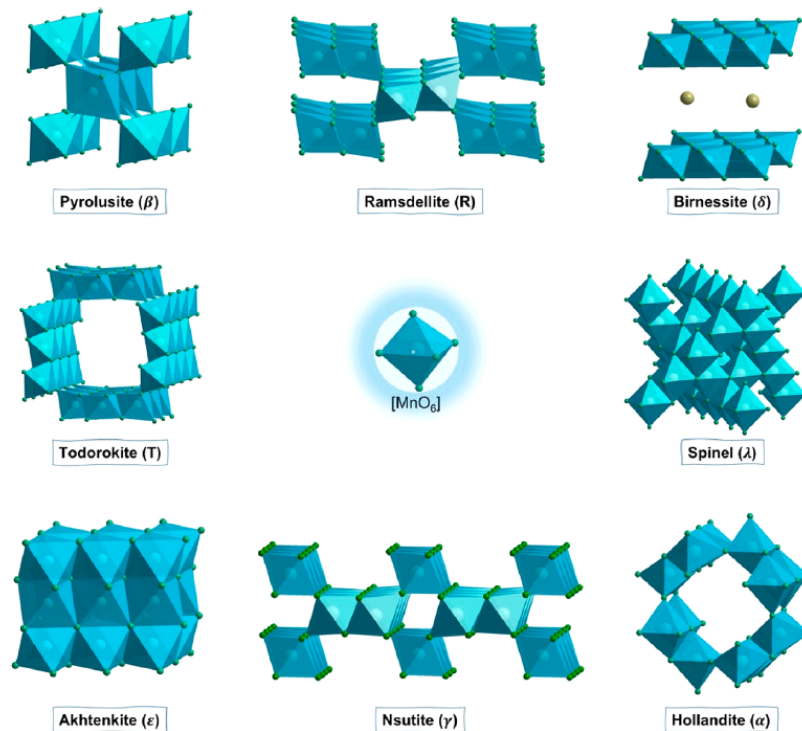 Pyrolusite (β)
Ramsdellite (R)
Birnessite (δ)
[MnO₆]
Todorokite (T)
Spinel (λ)
Akhtenkite (ε)
Nsutite (γ)
Hollandite (α)